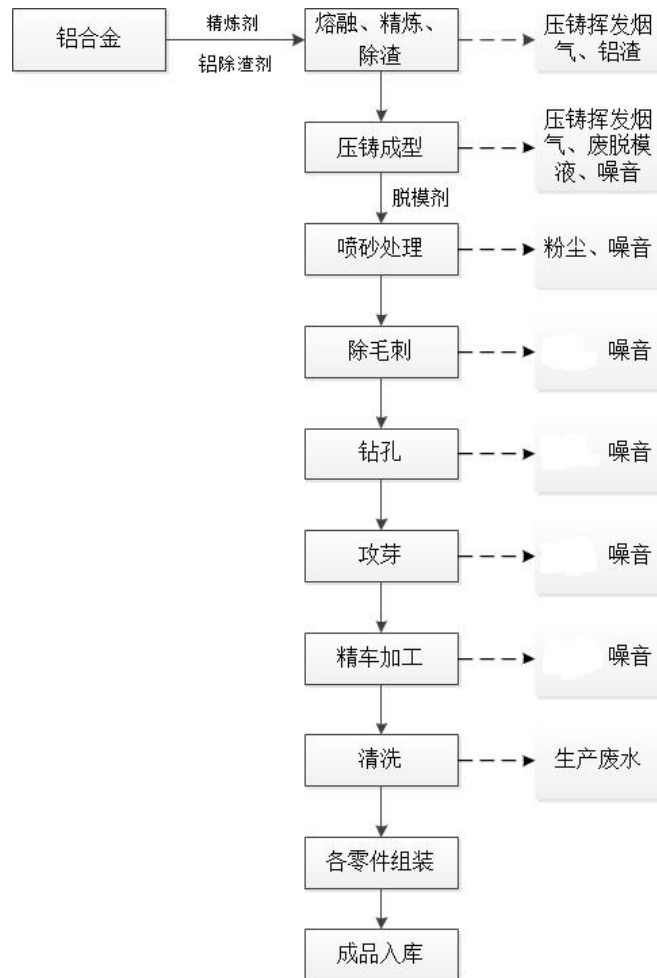 铝合金
精炼剂
铝除渣剂
熔融、精炼、
除渣
压铸挥发烟
气、铝渣
压铸成型
压铸挥发烟
气、废脱模
液、噪音
脱模剂
喷砂处理
粉尘、噪音
除毛刺
噪音
钻孔
噪音
攻芽
噪音
精车加工
噪音
清洗
生产废水
各零件组装
成品入库